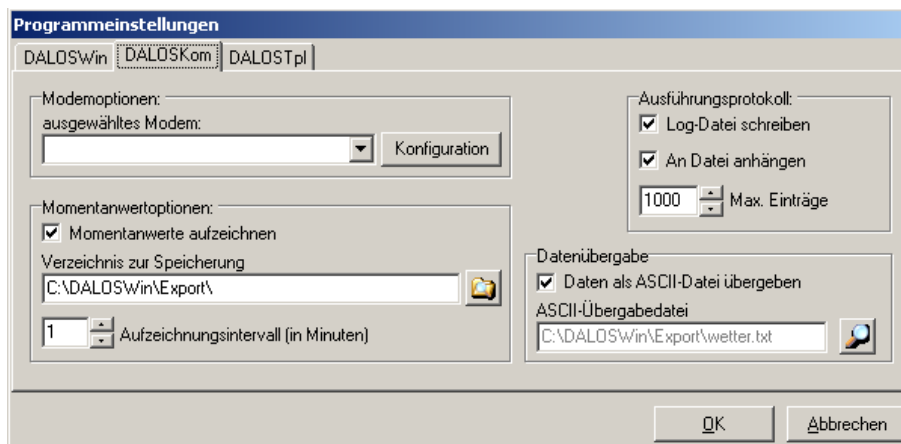 Programmeinstellungen
DALOSWin DALOSKom DALOSTpl
Modemoptionen:
ausgewähltes Modem:
Konfiguration
Momentanwertoptionen:
Momentanwerte aufzeichnen
Verzeichnis zur Speicherung
C:\DALOSWin\Export\
1 Aufzeichnungsintervall (in Minuten)
Ausführungsprotokoll:
Log-Datei schreiben
An Datei anhängen
1000 Max. Einträge
Datenübergabe
Daten als ASCII-Datei übergeben
ASCII-Übergabedatei
C:\DALOSWin\Export\wetter.txt
OK Abbrechen